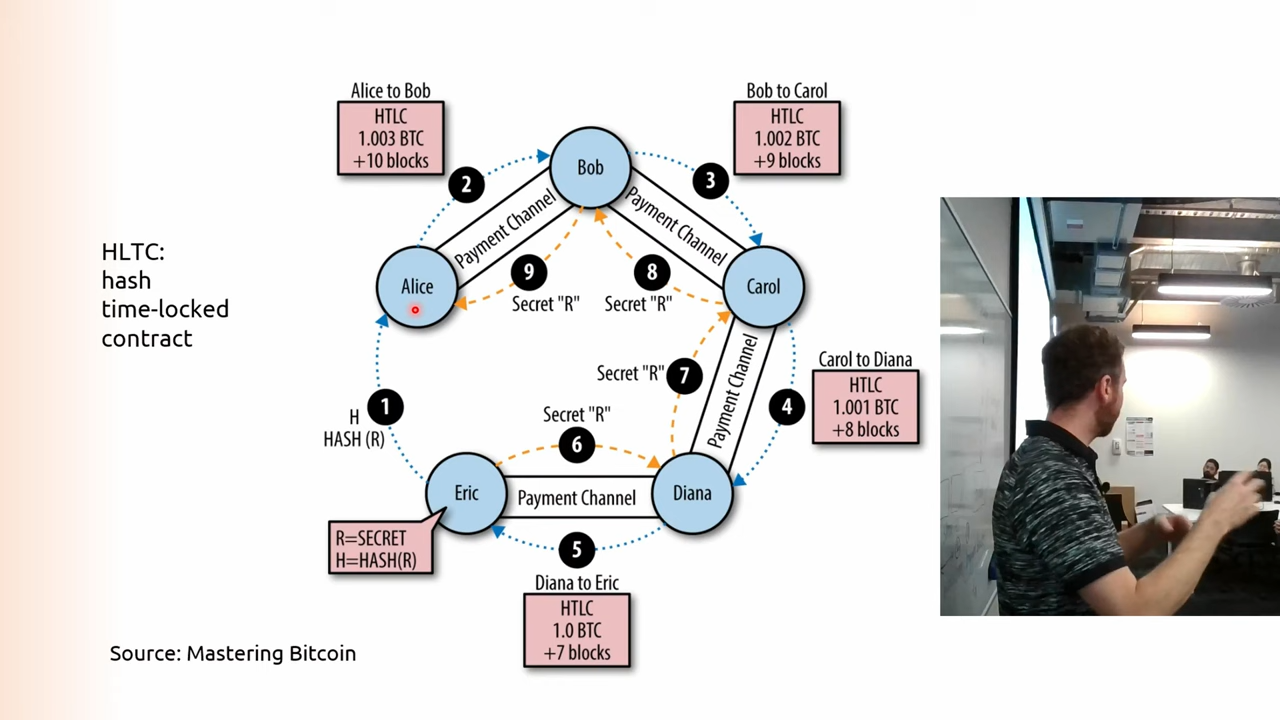 Alice to Bob
HTLC
1.003 BTC
+10 blocks
Bob to Carol
HTLC
1.002 BTC
+9 blocks
Bob
2
3
Payment Channel
Payment Channel
HLTC:
hash
time-locked
contract
Alice
9
Secret "R"
8
Secret "R"
Carol
Secret "R"
7
Payment Channel
Carol to Diana
HTLC
1.001 BTC
+8 blocks
4
H
HASH (R)
1
Secret "R"
6
Eric
Payment Channel
Diana
R=SECRET
H=HASH(R)
5
Diana to Eric
HTLC
1.0 BTC
+7 blocks
Source: Mastering Bitcoin